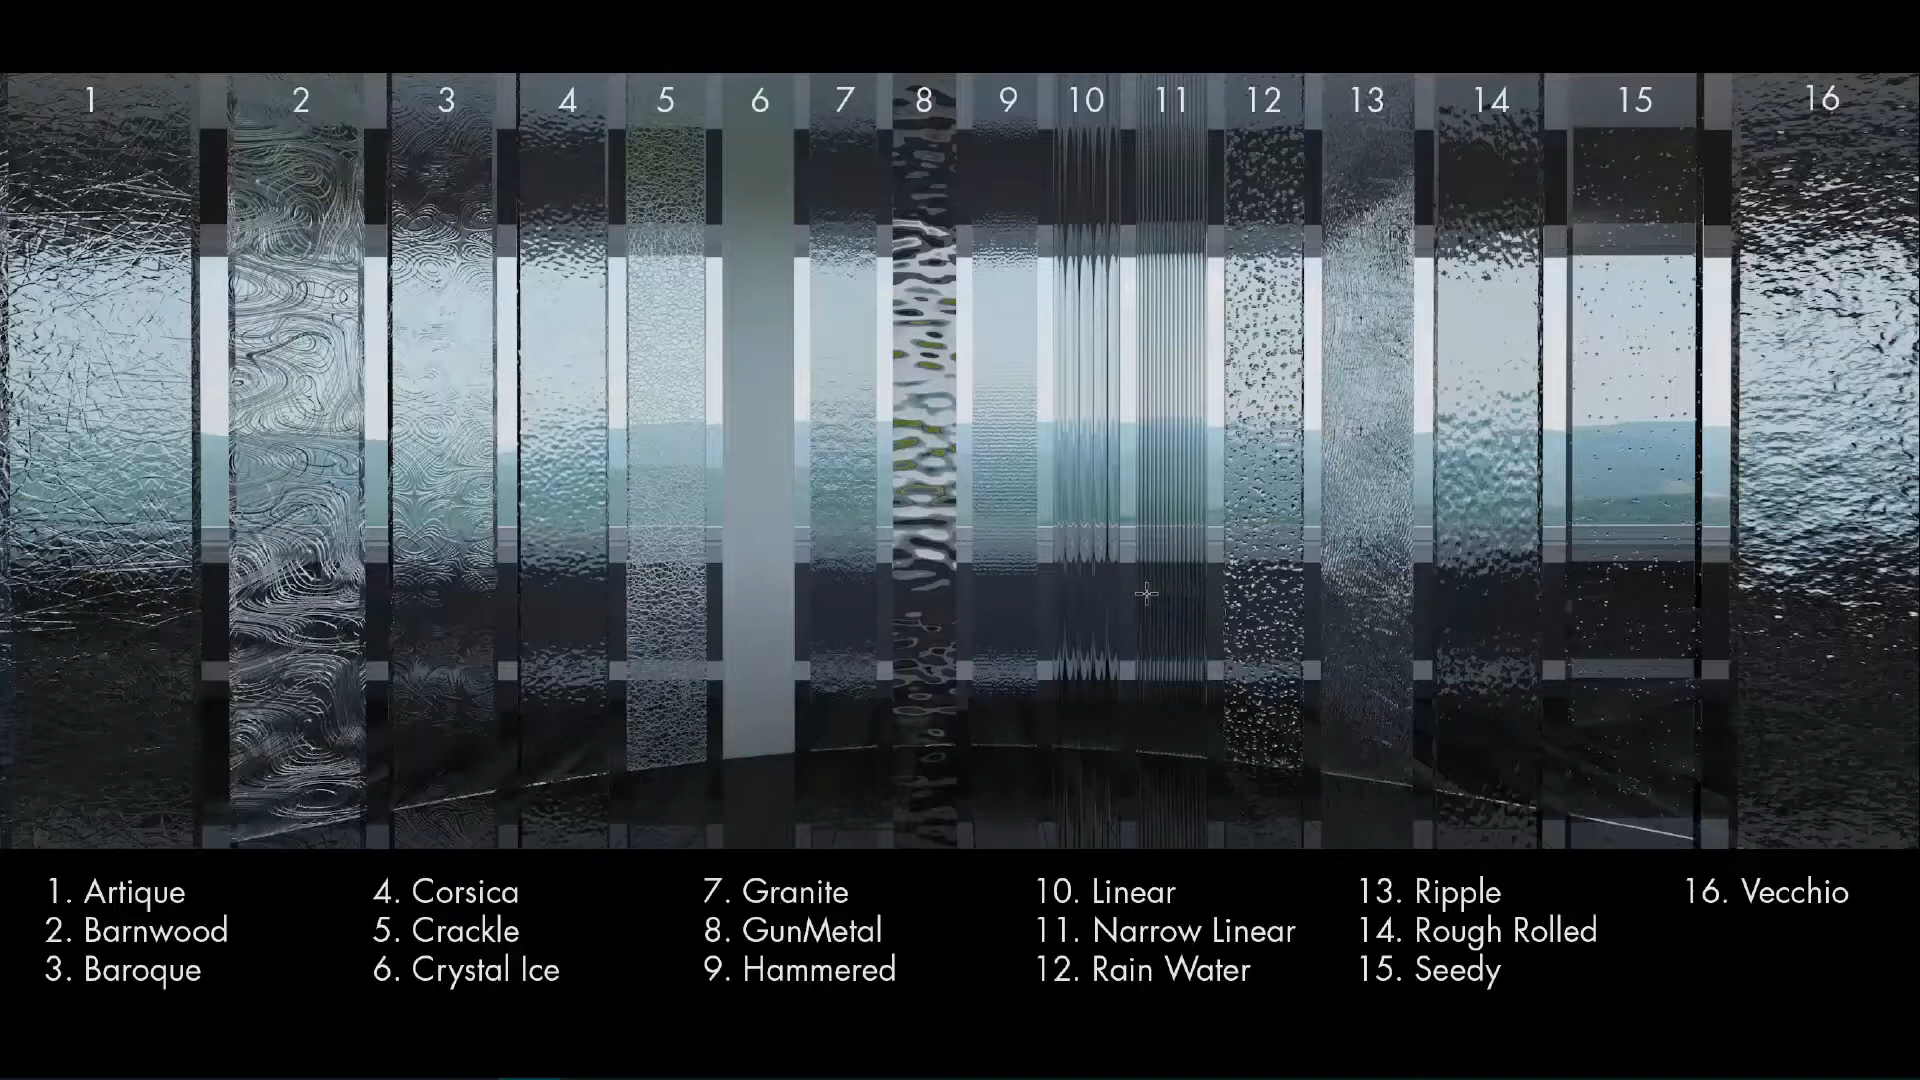 1 2 3 4 5 6 7 8 9 10 11 12 13 14 15 16
1. Artique
2. Barnwood
3. Baroque
4. Corsica
5. Crackle
6. Crystal Ice
7. Granite
8. GunMetal
9. Hammered
10. Linear
11. Narrow Linear
12. Rain Water
13. Ripple
14. Rough Rolled
15. Seedy
16. Vecchio